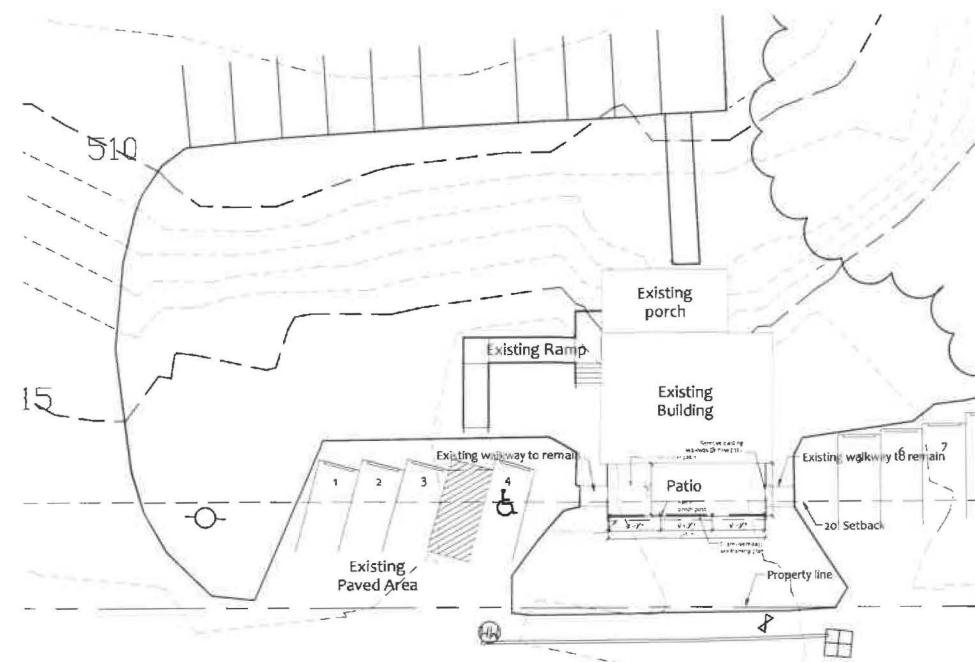 510
Existing
porch
Existing Ramp
15
Existing
Building
Existing walkway to remain
Existing walkway to remain
1
2
3
4
6
7
Patio
20' Setback
Existing
Paved Area
Property line